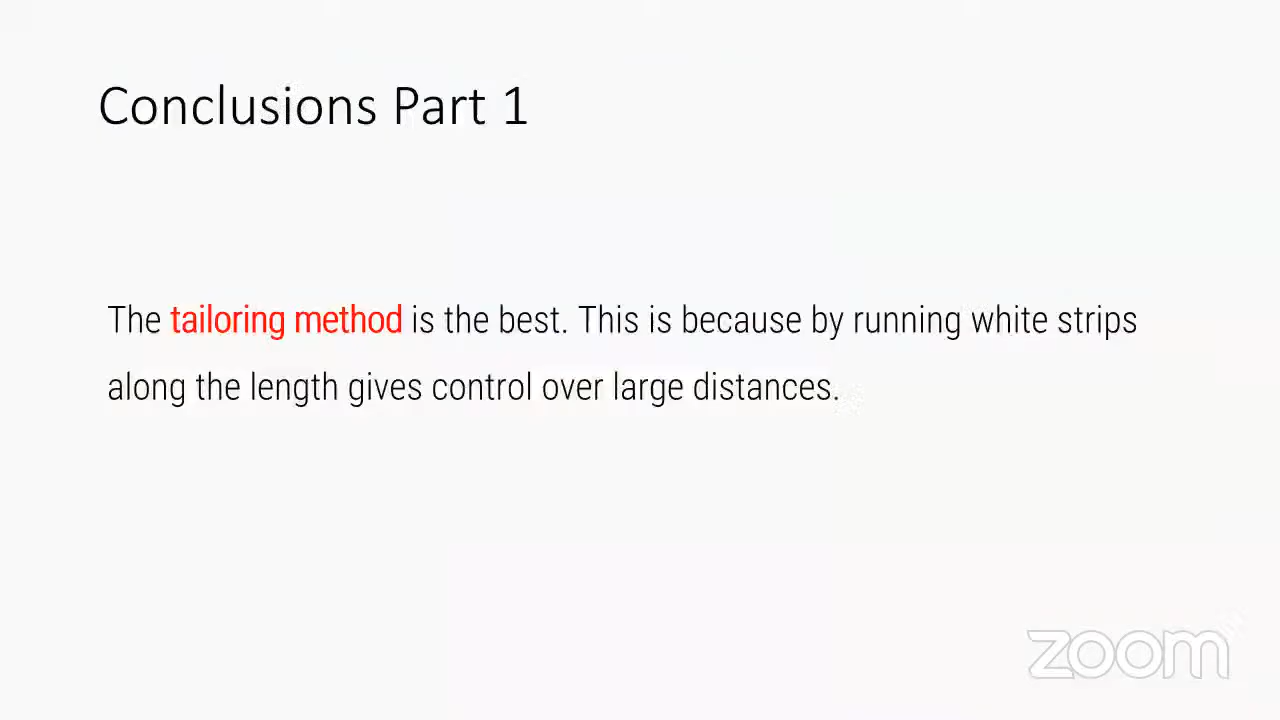 Conclusions Part 1
The tailoring method is the best. This is because by running white strips
along the length gives control over large distances.
zoom